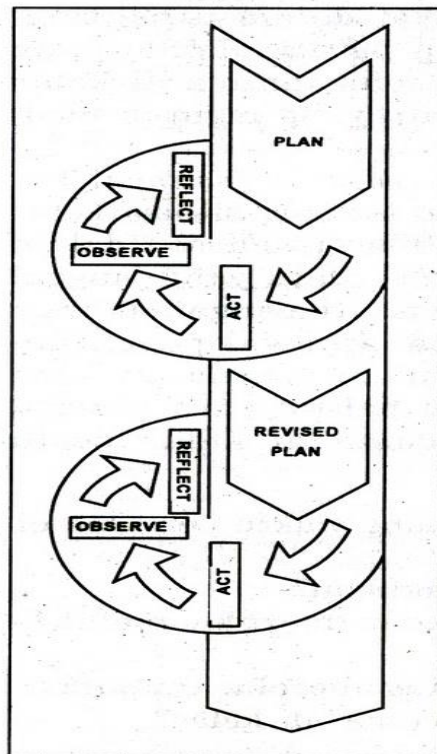 PLAN
REFLECT
OBSERVE
ACT
REVISED
PLAN
REFLECT
OBSERVE
ACT